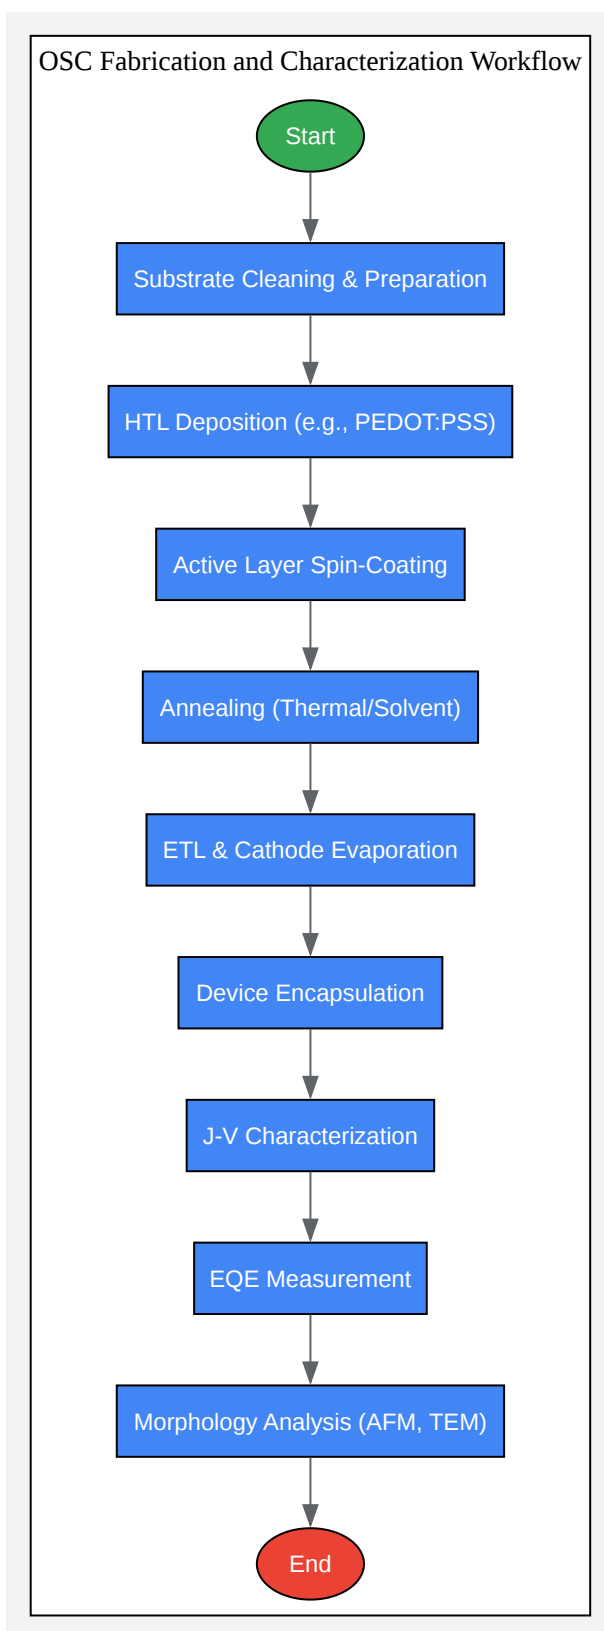 OSC Fabrication and Characterization Workflow
Start
Substrate Cleaning & Preparation
HTL Deposition (e.g., PEDOT:PSS)
Active Layer Spin-Coating
Annealing (Thermal/Solvent)
ETL & Cathode Evaporation
Device Encapsulation
J-V Characterization
EQE Measurement
Morphology Analysis (AFM, TEM)
End